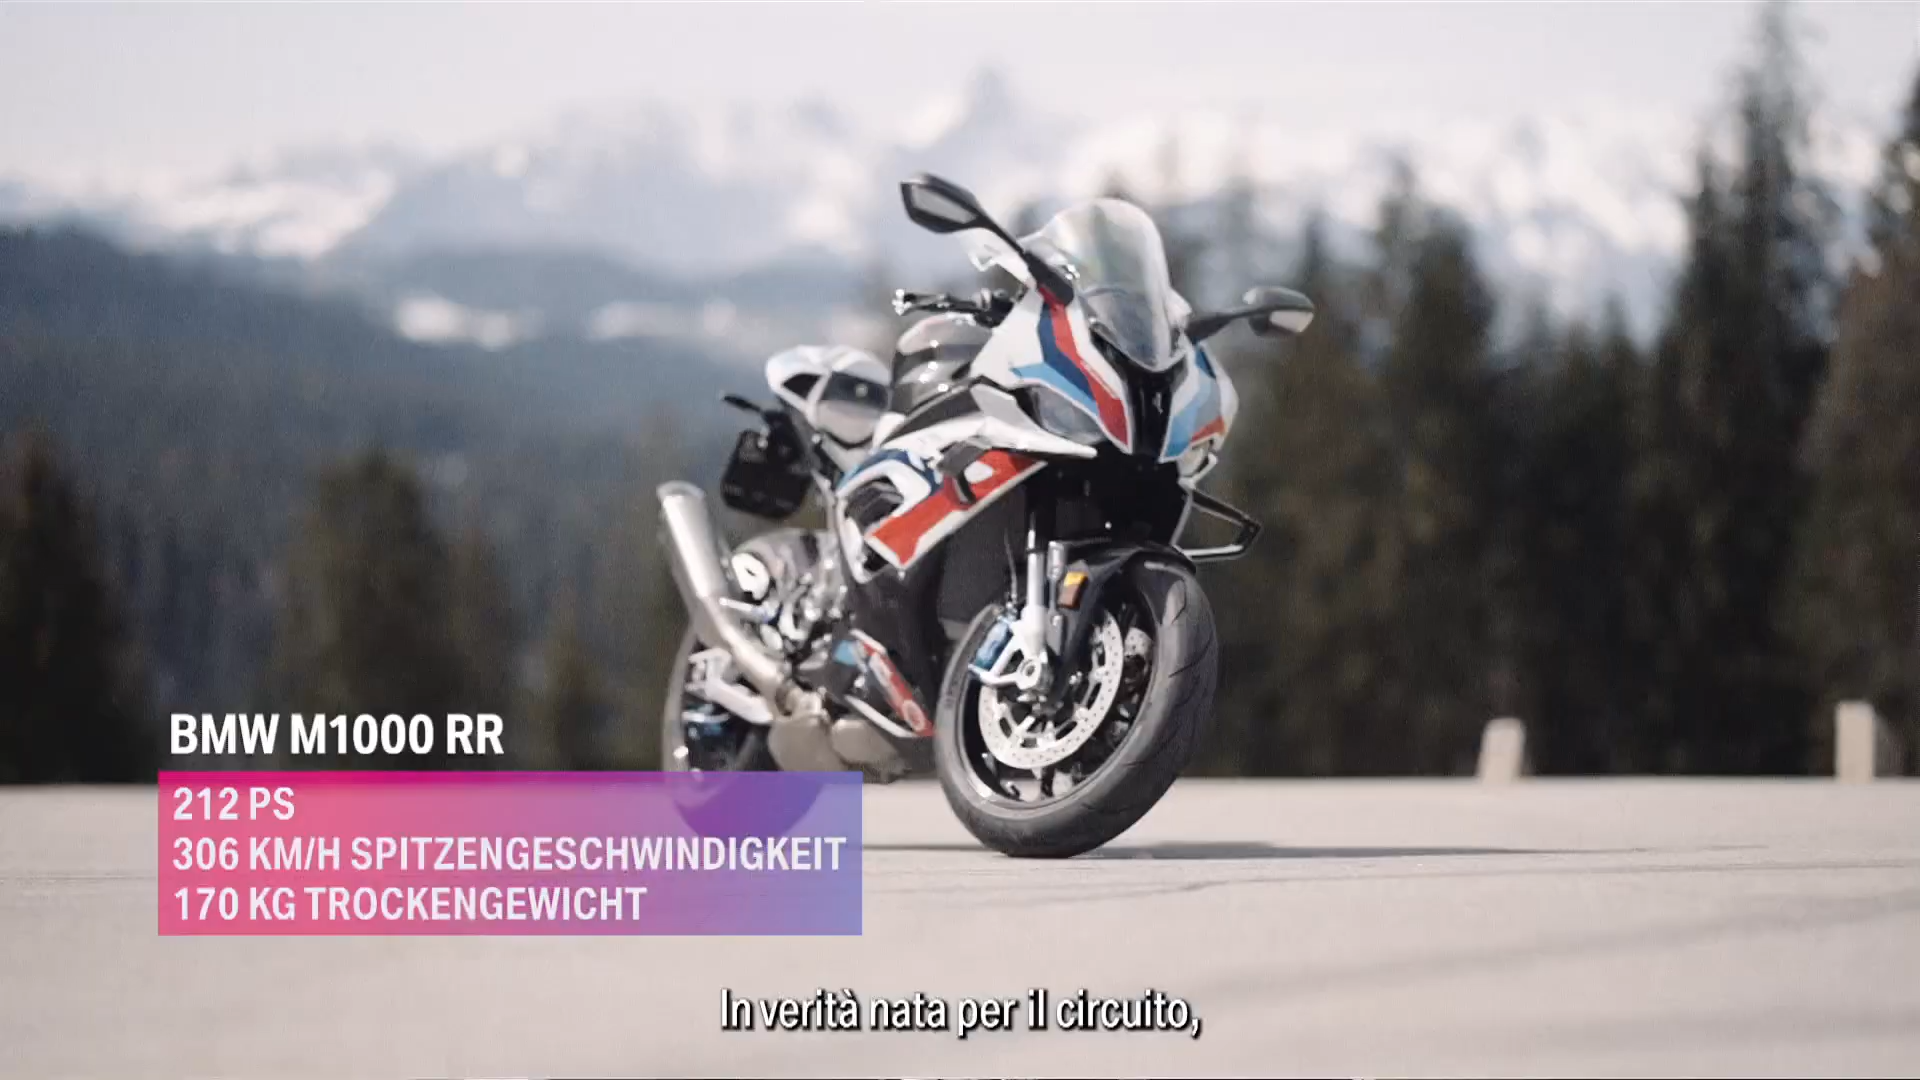 BMW M1000 RR
212 PS
306 KM/H SPITZENGESCHWINDIGKEIT
170 KG TROCKENGEWICHT
In verità nata per il circuito,